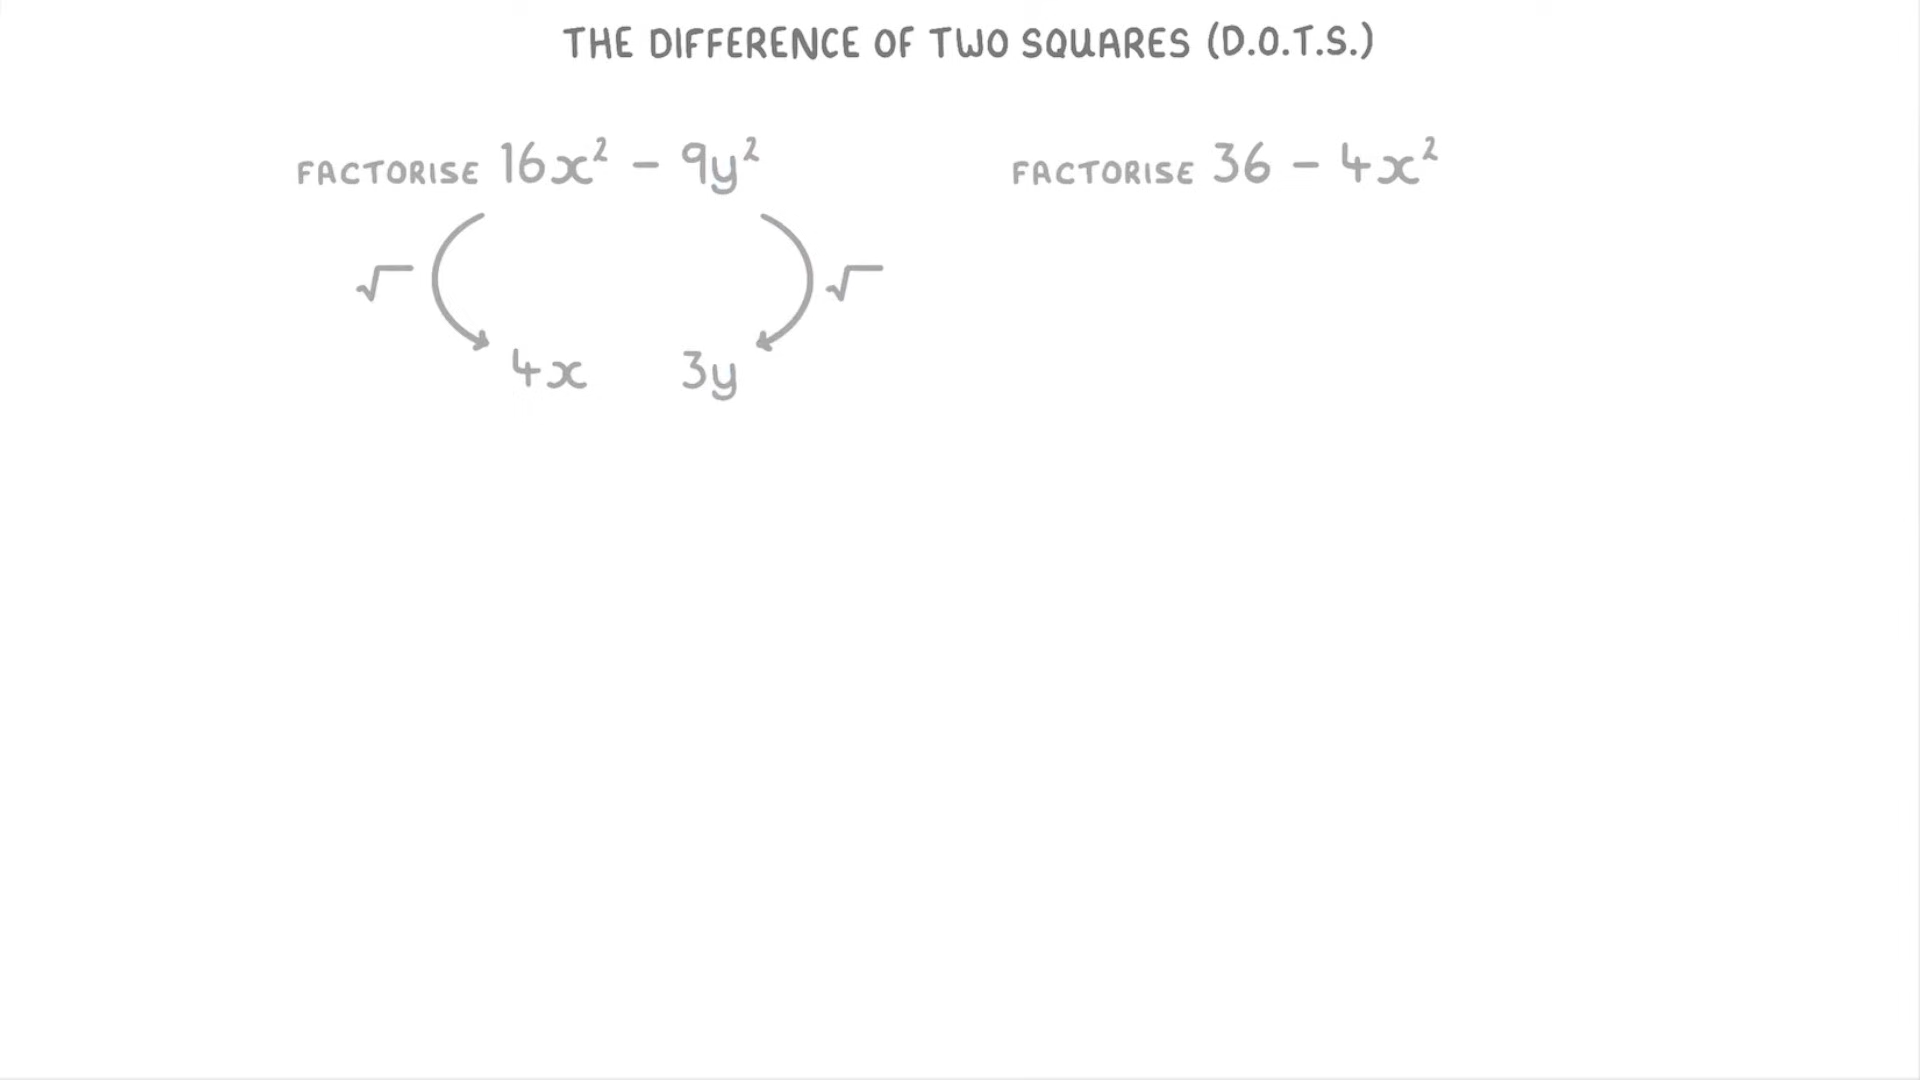 THE DIFFERENCE OF TWO SQUARES (D.O.T.S.)
FACTORISE 16x² − 9y²
√ √
4x 3y
FACTORISE 36 − 4x²